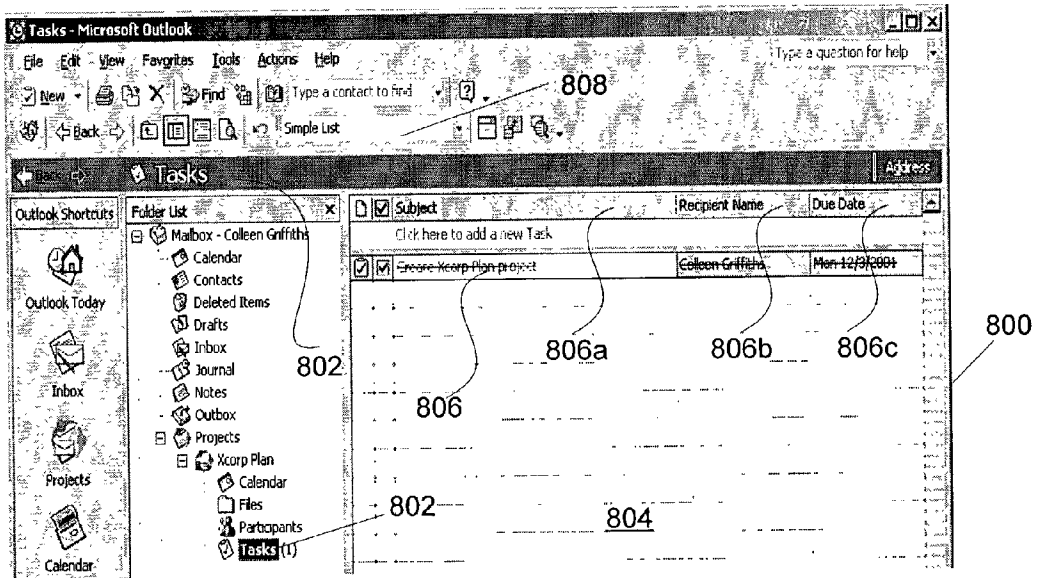 Tasks - Microsoft Outlook
File Edit View Favorites Tools Actions Help
Type a question for help
New Find Type a contact to find
808
Back Simple List
Back Tasks Address
Outlook Shortcuts
Folder List x
Subject Recipient Name Due Date
Mailbox - Colleen Griffiths
Click here to add a new Task
Calendar
Create Xcorp Plan project Colleen Griffiths Mon 12/3/2001
Contacts
Outlook Today
Deleted Items
Drafts
Inbox
802
806a 806b 806c
800
Journal
Inbox
Notes
806
Outbox
Projects
Xcorp Plan
Projects
Calendar
Files
802
804
Participants
Tasks (1)
Calendar